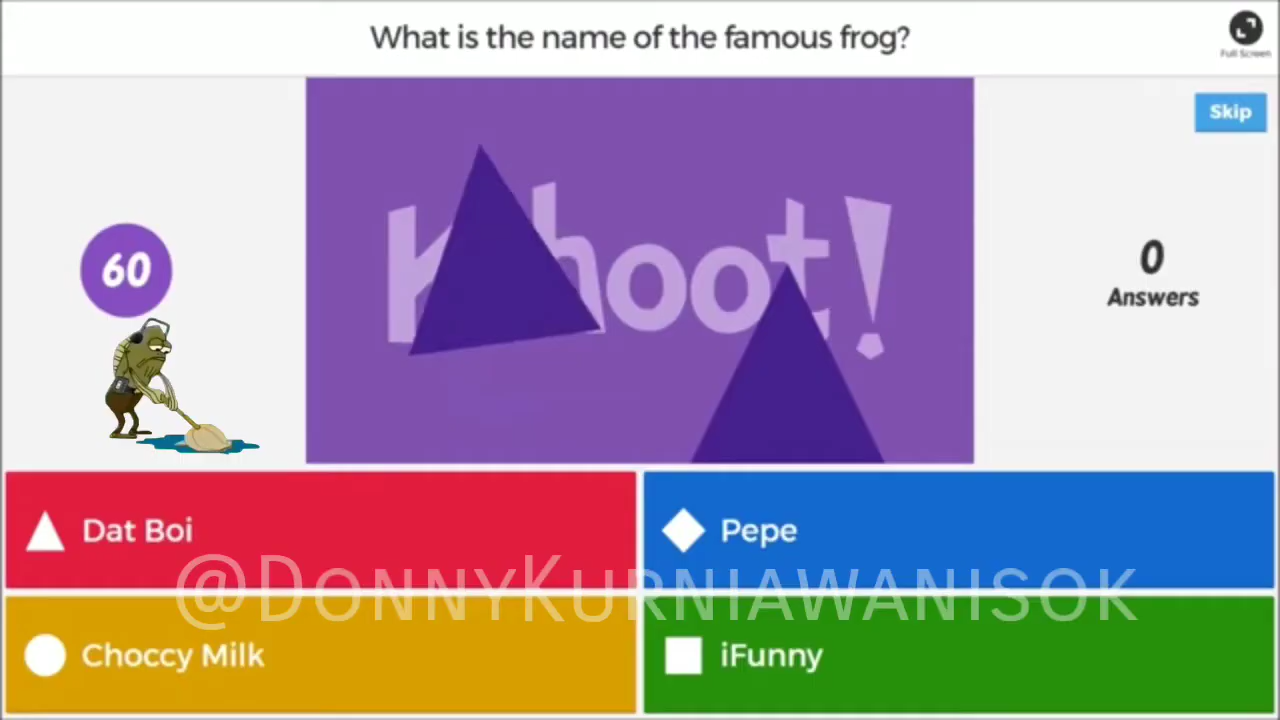 What is the name of the famous frog?
Full Screen
Skip
60
Kahoot!
0
Answers
Dat Boi
Pepe
@DonnyKurniawanisok
Choccy Milk
iFunny